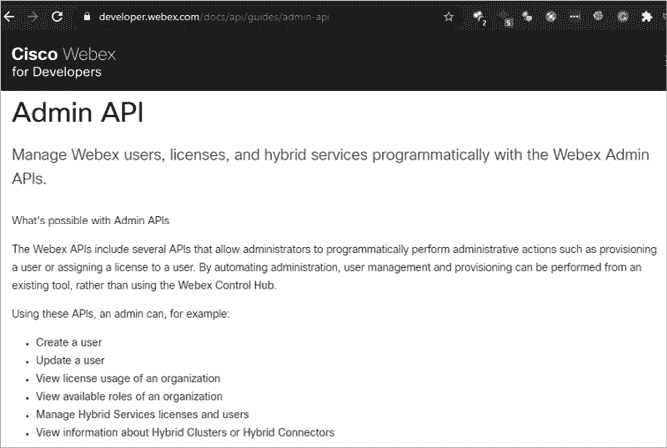 developer.webex.com/docs/api/guides/admin-api
2
5
Cisco Webex
for Developers
Admin API
Manage Webex users, licenses, and hybrid services programmatically with the Webex Admin
APIs.
What's possible with Admin APIs
The Webex APIs include several APIs that allow administrators to programmatically perform administrative actions such as provisioning
a user or assigning a license to a user. By automating administration, user management and provisioning can be performed from an
existing tool, rather than using the Webex Control Hub.
Using these APIs, an admin can, for example:
• Create a user
• Update a user
• View license usage of an organization
• View available roles of an organization
• Manage Hybrid Services licenses and users
• View information about Hybrid Clusters or Hybrid Connectors